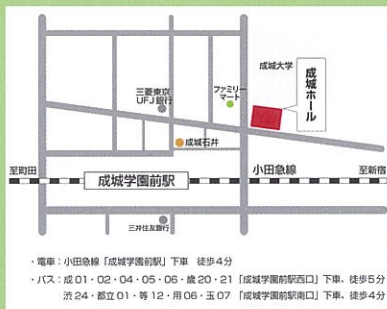 三菱東京
UFJ銀行
ファミリー
マート
成城大学
成城ホール
成城石井
至町田
成城学園前駅
小田急線
至新宿
三井住友銀行
・電車：小田急線「成城学園前駅」下車　徒歩4分
・バス：成01・02・04・05・06・歳20・21「成城学園前駅西口」下車、徒歩5分
渋24・都立01・等12・用06・玉07「成城学園前駅南口」下車、徒歩4分